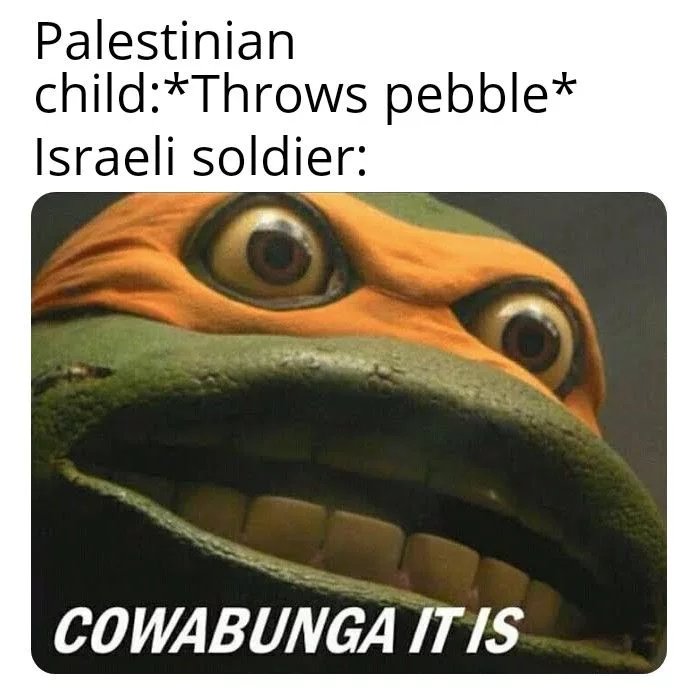 Palestinian
child:*Throws pebble*
Israeli soldier:
COWABUNGA IT IS